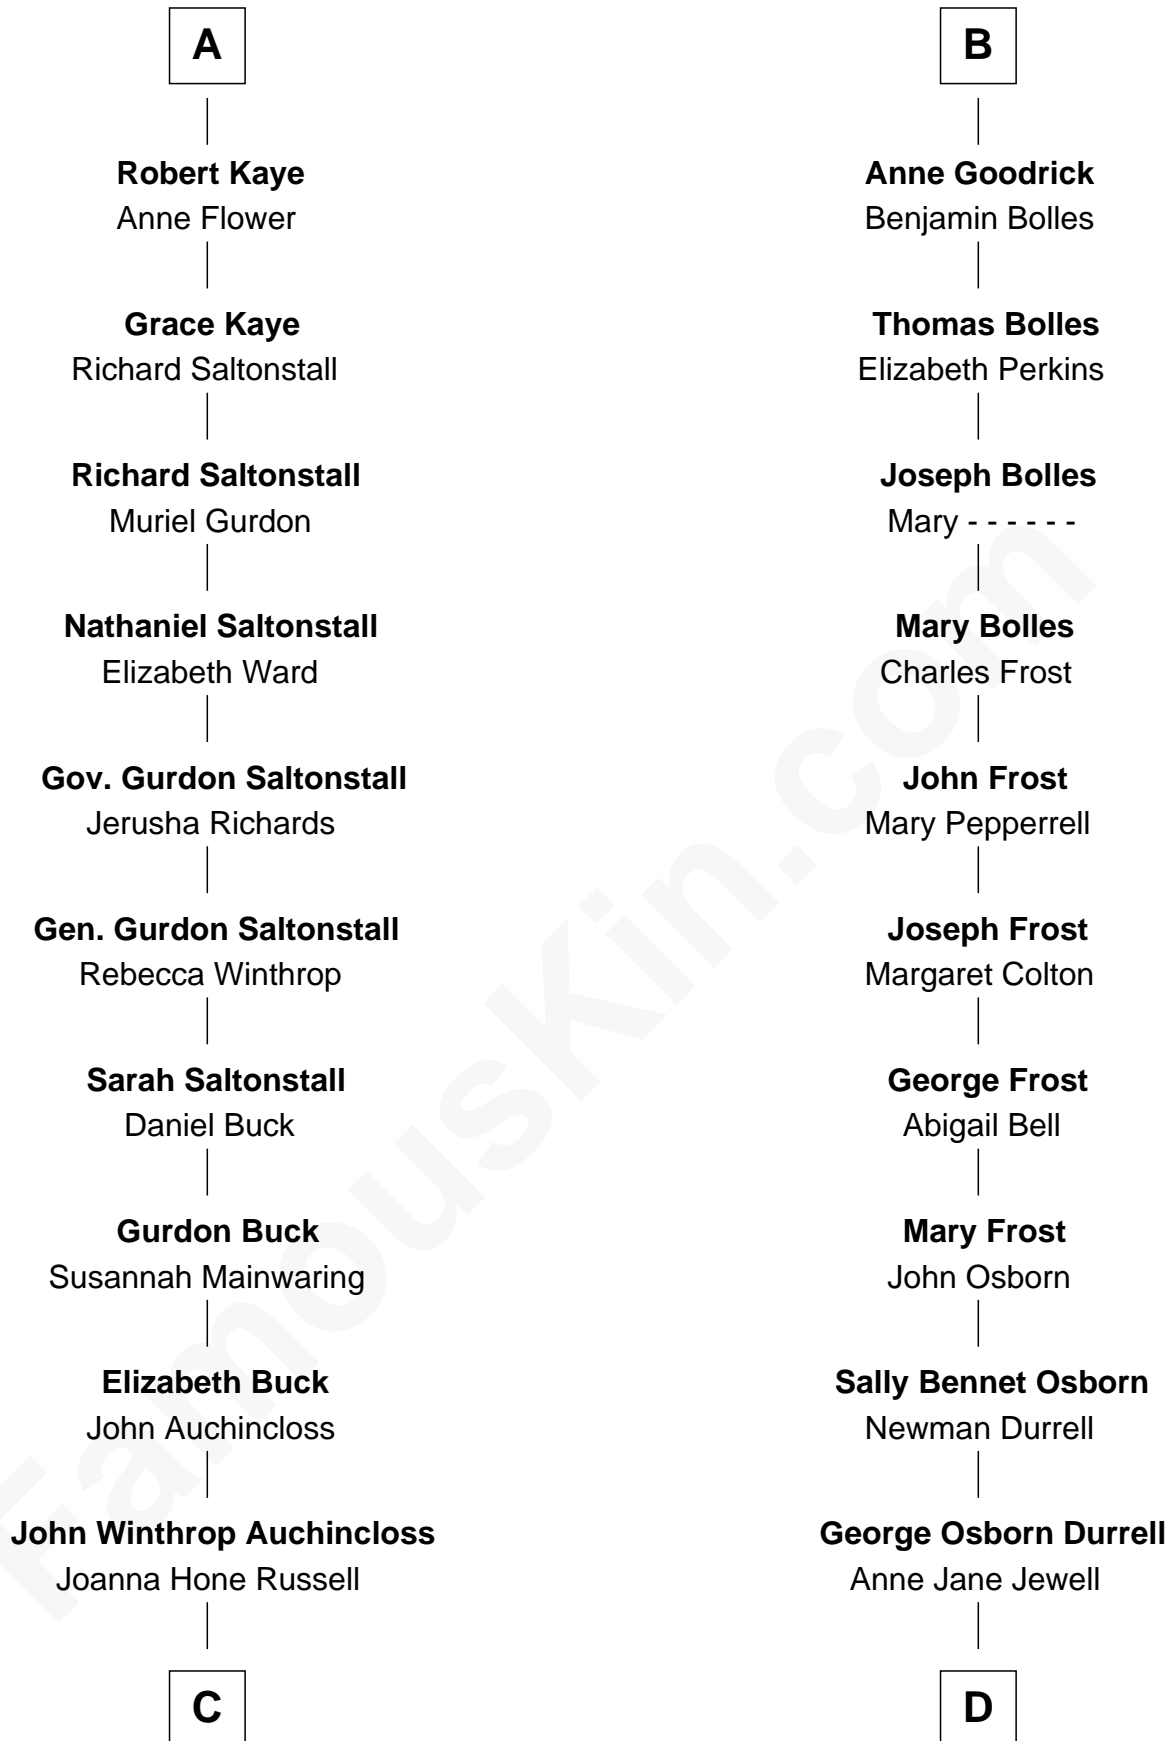 A
Robert Kaye
Anne Flower
Grace Kaye
Richard Saltonstall
Richard Saltonstall
Muriel Gurdon
Nathaniel Saltonstall
Elizabeth Ward
Gov. Gurdon Saltonstall
Jerusha Richards
Gen. Gurdon Saltonstall
Rebecca Winthrop
Sarah Saltonstall
Daniel Buck
Gurdon Buck
Susannah Mainwaring
Elizabeth Buck
John Auchincloss
John Winthrop Auchincloss
Joanna Hone Russell
C
B
Anne Goodrick
Benjamin Bolles
Thomas Bolles
Elizabeth Perkins
Joseph Bolles
Mary - - - - - -
Mary Bolles
Charles Frost
John Frost
Mary Pepperrell
Joseph Frost
Margaret Colton
George Frost
Abigail Bell
Mary Frost
John Osborn
Sally Bennet Osborn
Newman Durrell
George Osborn Durrell
Anne Jane Jewell
D
FamousKin.com